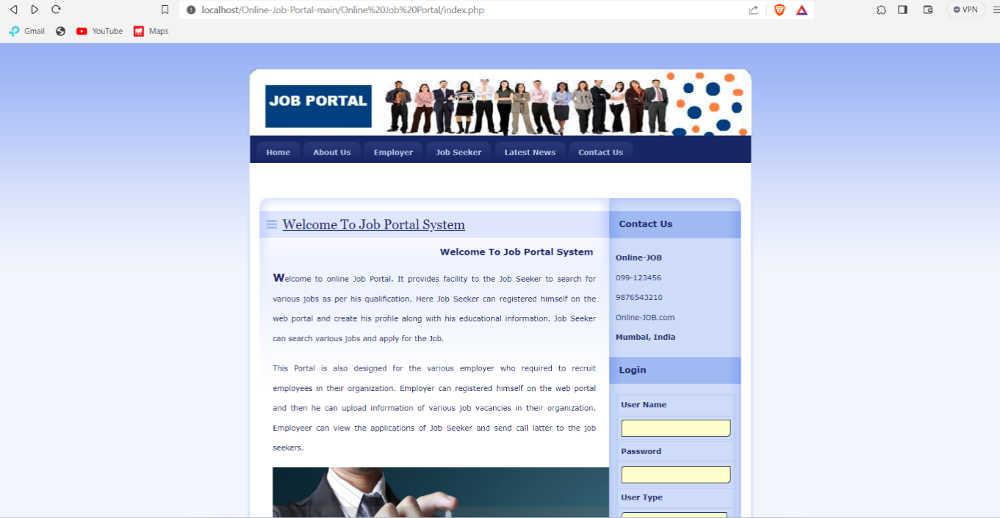 localhost/Online-Job-Portal-main/Online%20Job%20Portal/index.php
VPN
Gmail
YouTube
Maps
JOB PORTAL
Home
About Us
Employer
Job Seeker
Latest News
Contact Us
Welcome To Job Portal System
Welcome To Job Portal System
Welcome to online Job Portal. It provides facility to the Job Seeker to search for
various jobs as per his qualification. Here Job Seeker can registered himself on the
web portal and create his profile along with his educational information. Job Seeker
can search various jobs and apply for the Job.
This Portal is also designed for the various employer who required to recruit
employees in their organization. Employer can registered himself on the web portal
and then he can upload information of various job vacancies in their organization.
Employeer can view the applications of Job Seeker and send call latter to the job
seekers.
Contact Us
Online-JOB
099-123456
9876543210
Online-JOB.com
Mumbai, India
Login
User Name
Password
User Type